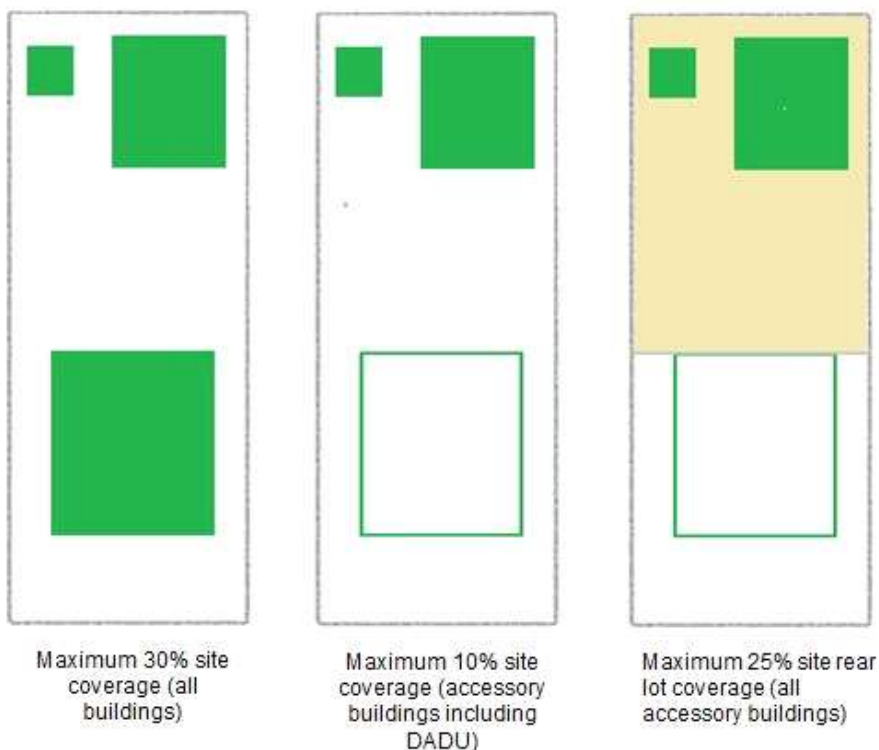 Maximum 30% site
coverage (all
buildings)
Maximum 10% site
coverage (accessory
buildings including
DADU)
Maximum 25% site rear
lot coverage (all
accessory buildings)